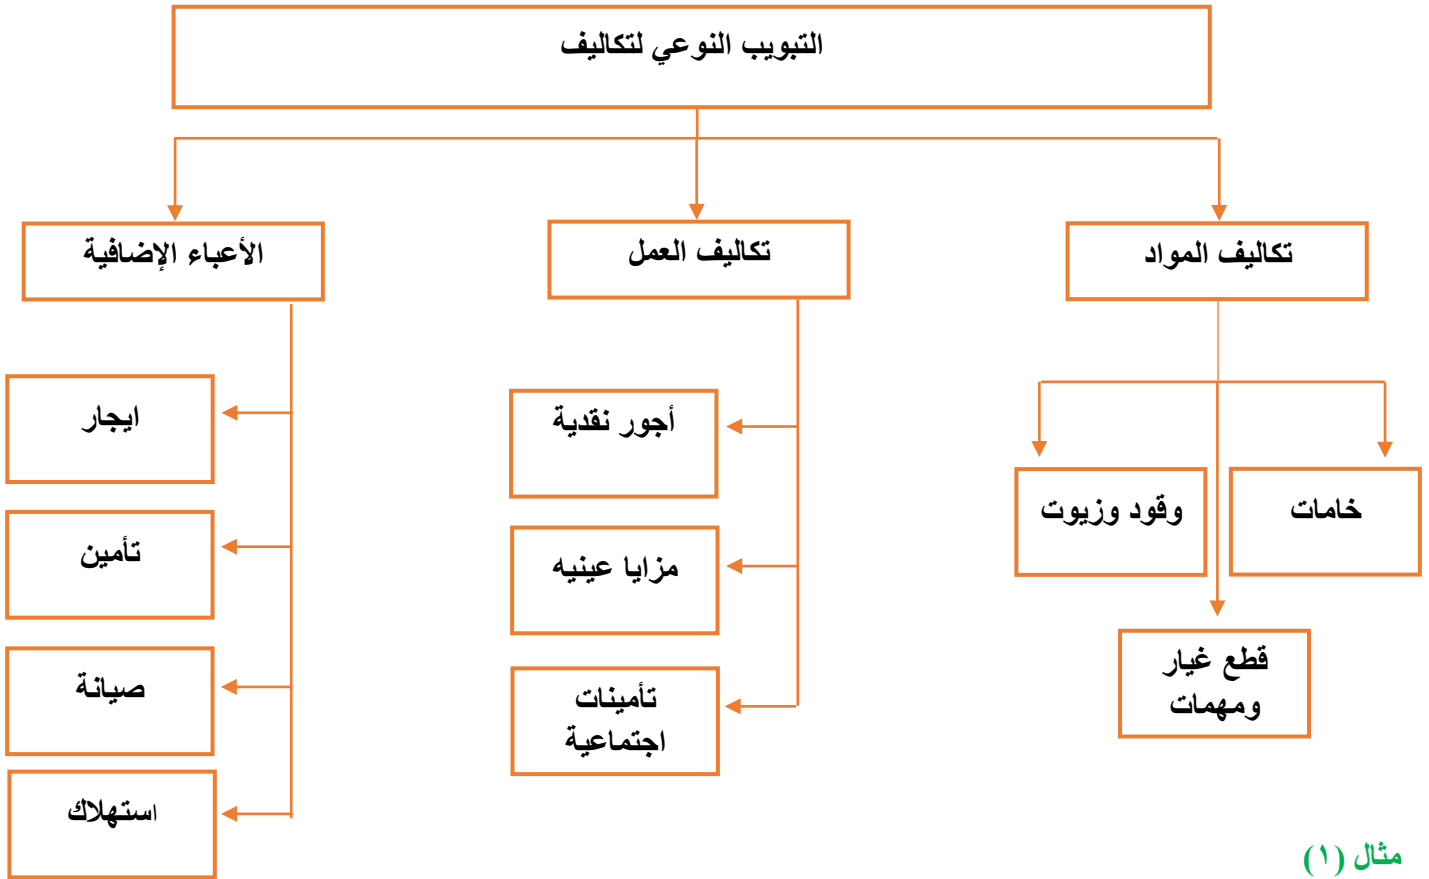 التبويب النوعي لتكاليف
تكاليف المواد
تكاليف العمل
الأعباء الإضافية
خامات
وقود وزيوت
قطع غيار
ومهمات
أجور نقدية
مزايا عينيه
تأمينات
اجتماعية
ايجار
تأمين
صيانة
استهلاك
مثال (١)